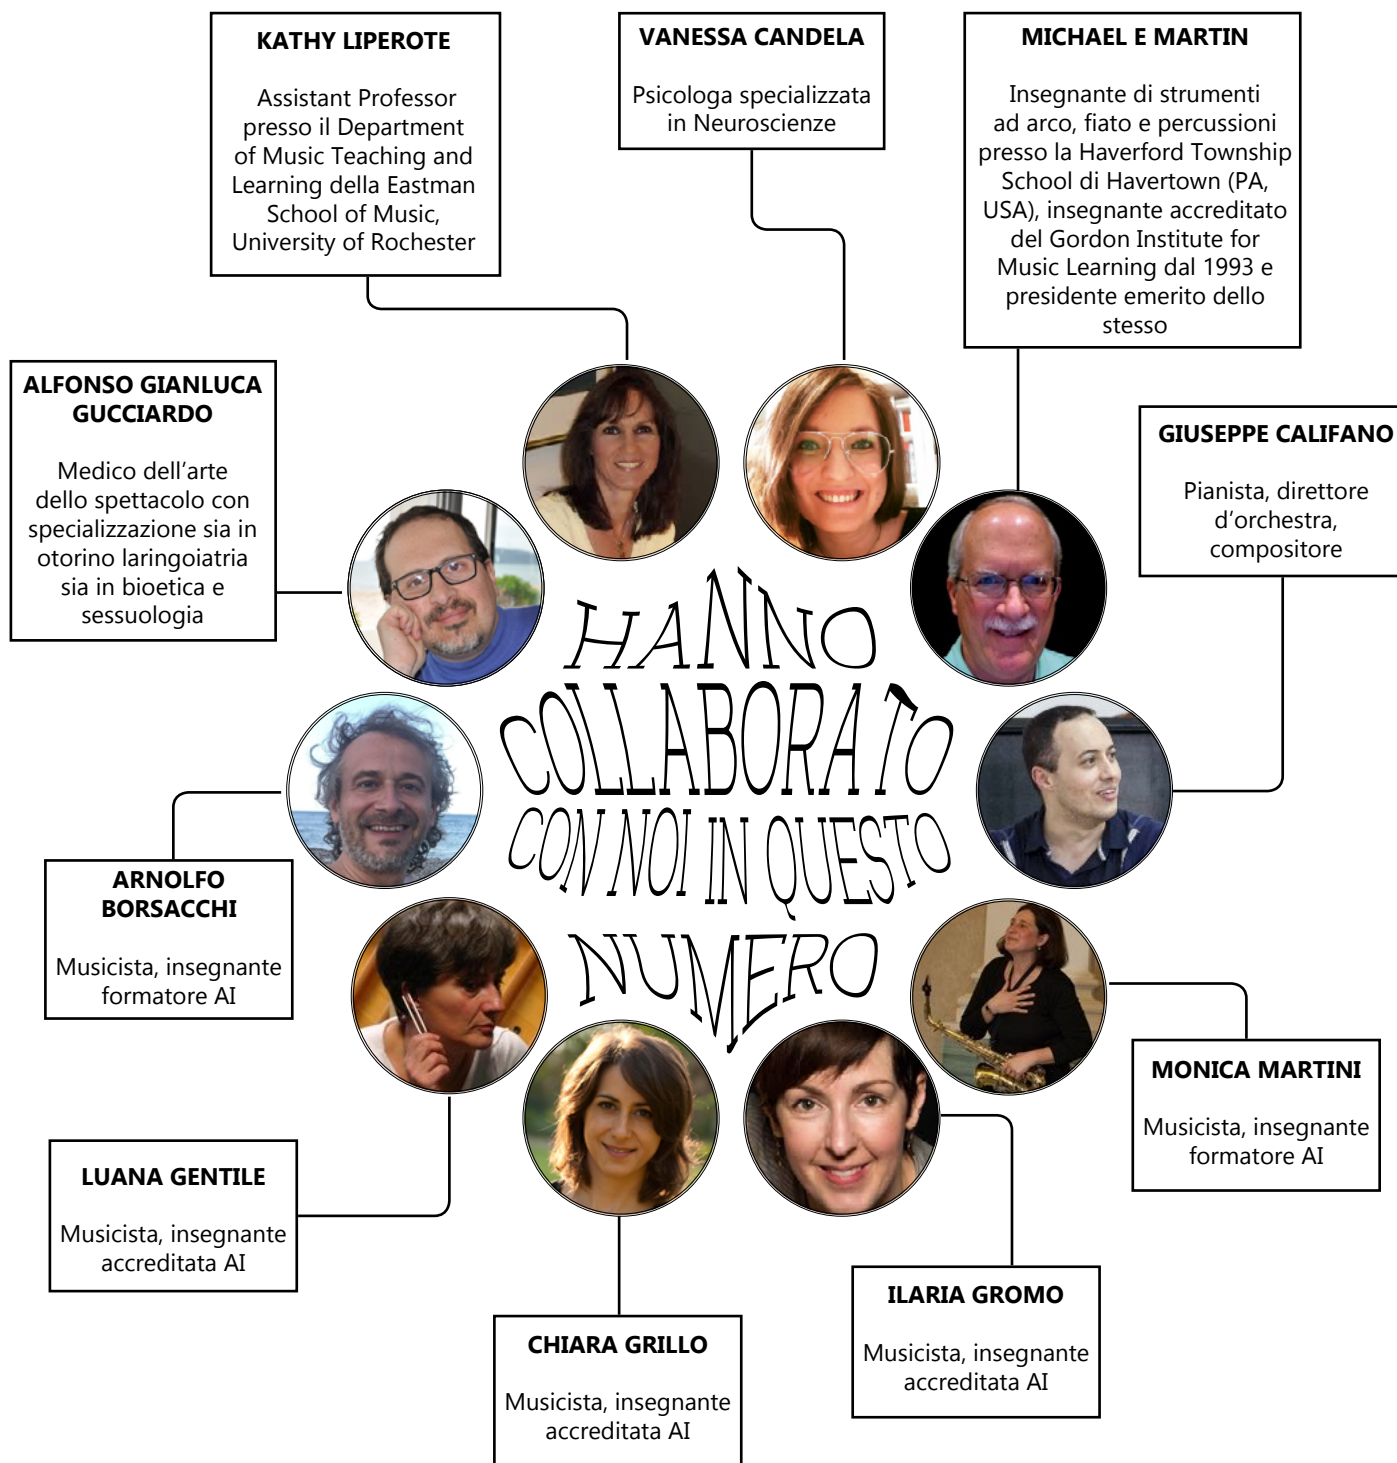 KATHY LIPEROTE
Assistant Professor
presso il Department
of Music Teaching and
Learning della Eastman
School of Music,
University of Rochester
VANESSA CANDELA
Psicologa specializzata
in Neuroscienze
MICHAEL E MARTIN
Insegnante di strumenti
ad arco, fiato e percussioni
presso la Haverford Township
School di Havertown (PA,
USA), insegnante accreditato
del Gordon Institute for
Music Learning dal 1993 e
presidente emerito dello
stesso
ALFONSO GIANLUCA
GUCCIARDO
Medico dell’arte
dello spettacolo con
specializzazione sia in
otorino laringoiatria
sia in bioetica e
sessuologia
GIUSEPPE CALIFANO
Pianista, direttore
d’orchestra,
compositore
HANNO
COLLABORATO
CON NOI IN QUESTO
NUMERO
ARNOLFO
BORSACCHI
Musicista, insegnante
formatore AI
MONICA MARTINI
Musicista, insegnante
formatore AI
LUANA GENTILE
Musicista, insegnante
accreditata AI
ILARIA GROMO
Musicista, insegnante
accreditata AI
CHIARA GRILLO
Musicista, insegnante
accreditata AI